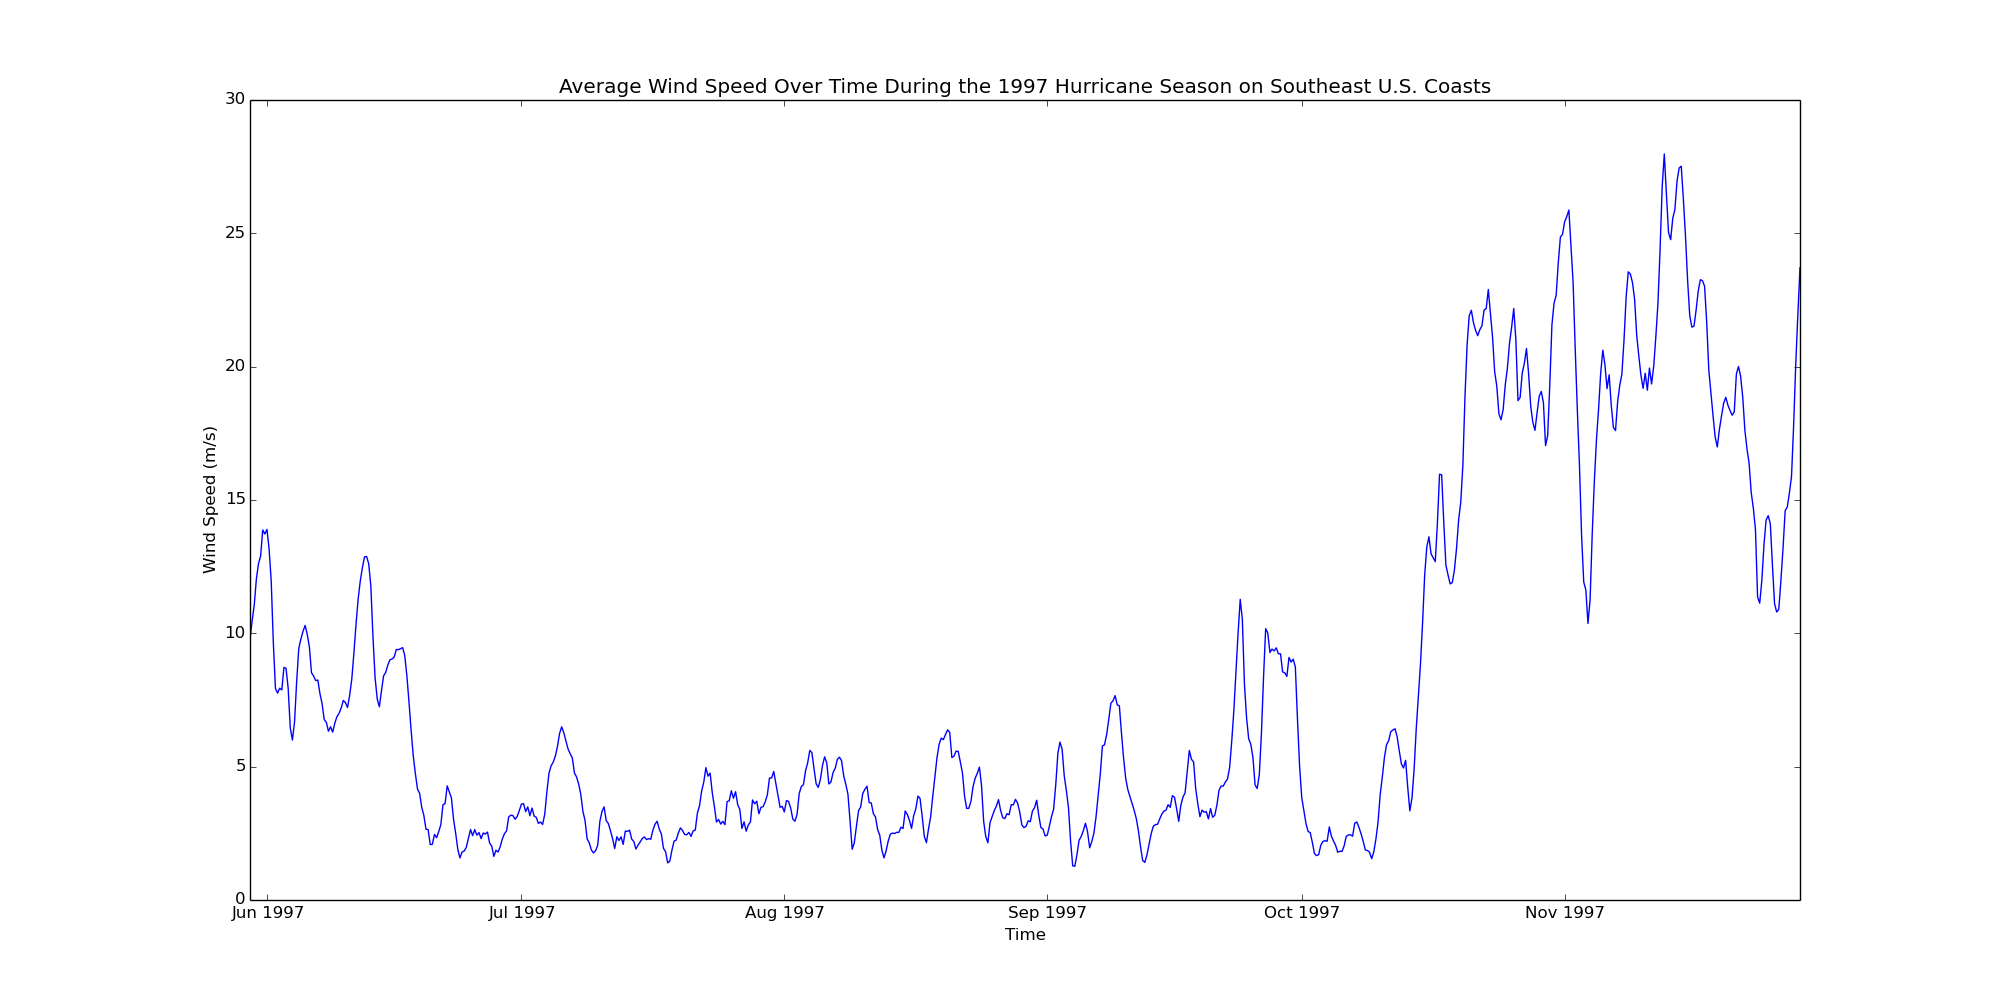 Average Wind Speed Over Time During the 1997 Hurricane Season on Southeast U.S. Coasts
30
25
20
15
10
5
0
Wind Speed (m/s)
Jun 1997 Jul 1997 Aug 1997 Sep 1997 Oct 1997 Nov 1997
Time